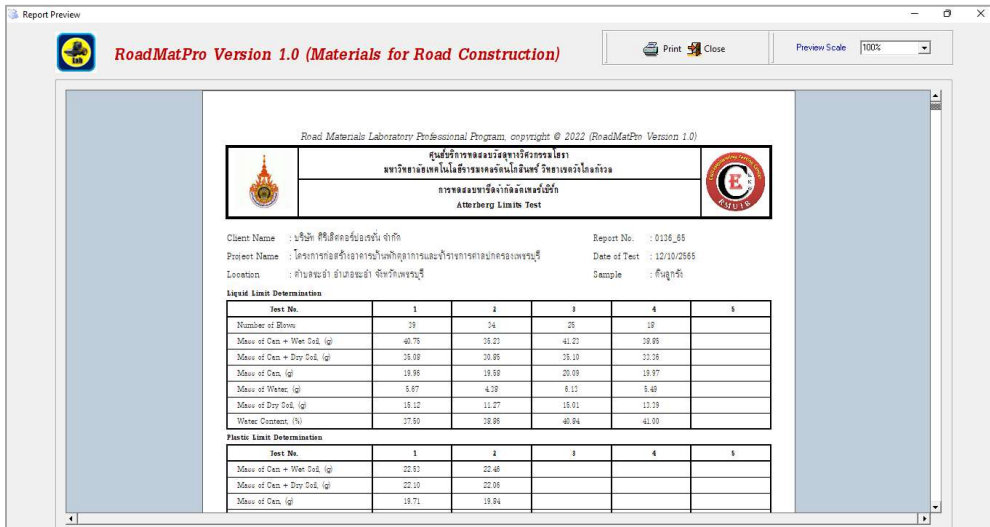 Report Preview
RoadMatPro Version 1.0 (Materials for Road Construction)
Print Close
Preview Scale 100%
Road Materials Laboratory Professional Program, copyright @ 2022 (RoadMatPro Version 1.0)
ศูนย์บริการทดสอบวัสดุทางวิศวกรรมโยธา
มหาวิทยาลัยเทคโนโลยีราชมงคลรัตนโกสินทร์ วิทยาเขตวังไกลกังวล
การทดสอบหาขีดจำกัดอัตเทอร์เบิร์ก
Atterberg Limits Test
Client Name : บริษัท ศิริเลิศคอร์ปอเรชั่น จำกัด Report No. : 0136_65
Project Name : โครงการก่อสร้างอาคารบ้านพักตุลาการและข้าราชการศาลปกครองเพชรบุรี Date of Test : 12/10/2565
Location : ตำบลชะอำ อำเภอชะอำ จังหวัดเพชรบุรี Sample : หินลูกรัง
Liquid Limit Determination
Test No. 1 2 3 4 5
Number of Blows 39 34 25 18
Mass of Can + Wet Soil, (g) 40.75 35.23 41.23 38.85
Mass of Can + Dry Soil, (g) 35.08 30.85 35.10 33.36
Mass of Can, (g) 19.96 19.58 20.09 19.97
Mass of Water, (g) 5.67 4.38 6.13 5.49
Mass of Dry Soil, (g) 15.12 11.27 15.01 13.39
Water Content, (%) 37.50 38.86 40.84 41.00
Plastic Limit Determination
Test No. 1 2 3 4 5
Mass of Can + Wet Soil, (g) 22.53 22.46
Mass of Can + Dry Soil, (g) 22.10 22.06
Mass of Can, (g) 19.71 19.84